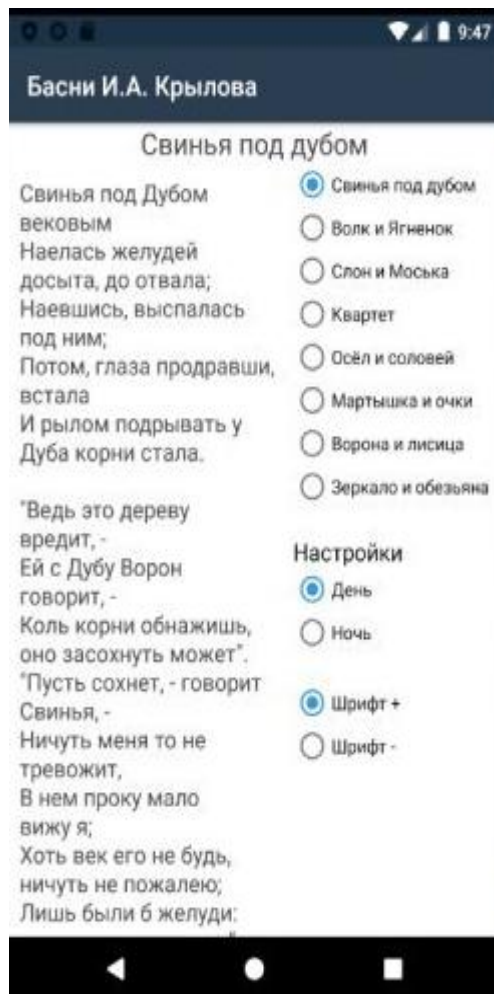 9:47
Басни И.А. Крылова
Свинья под дубом
Свинья под Дубом
вековым
Наелась желудей
досыта, до отвала;
Наевшись, выспалась
под ним;
Потом, глаза продравши,
встала
И рылом подрывать у
Дуба корни стала.
"Ведь это дереву
вредит, -
Ей с Дубу Ворон
говорит, -
Коль корни обнажишь,
оно засохнуть может".
"Пусть сохнет, - говорит
Свинья, -
Ничуть меня то не
тревожит,
В нем проку мало
вижу я;
Хоть век его не будь,
ничуть не пожалею;
Лишь были б желуди:
Свинья под дубом
Волк и Ягненок
Слон и Моська
Квартет
Осёл и соловей
Мартышка и очки
Ворона и лисица
Зеркало и обезьяна
Настройки
День
Ночь
Шрифт +
Шрифт -